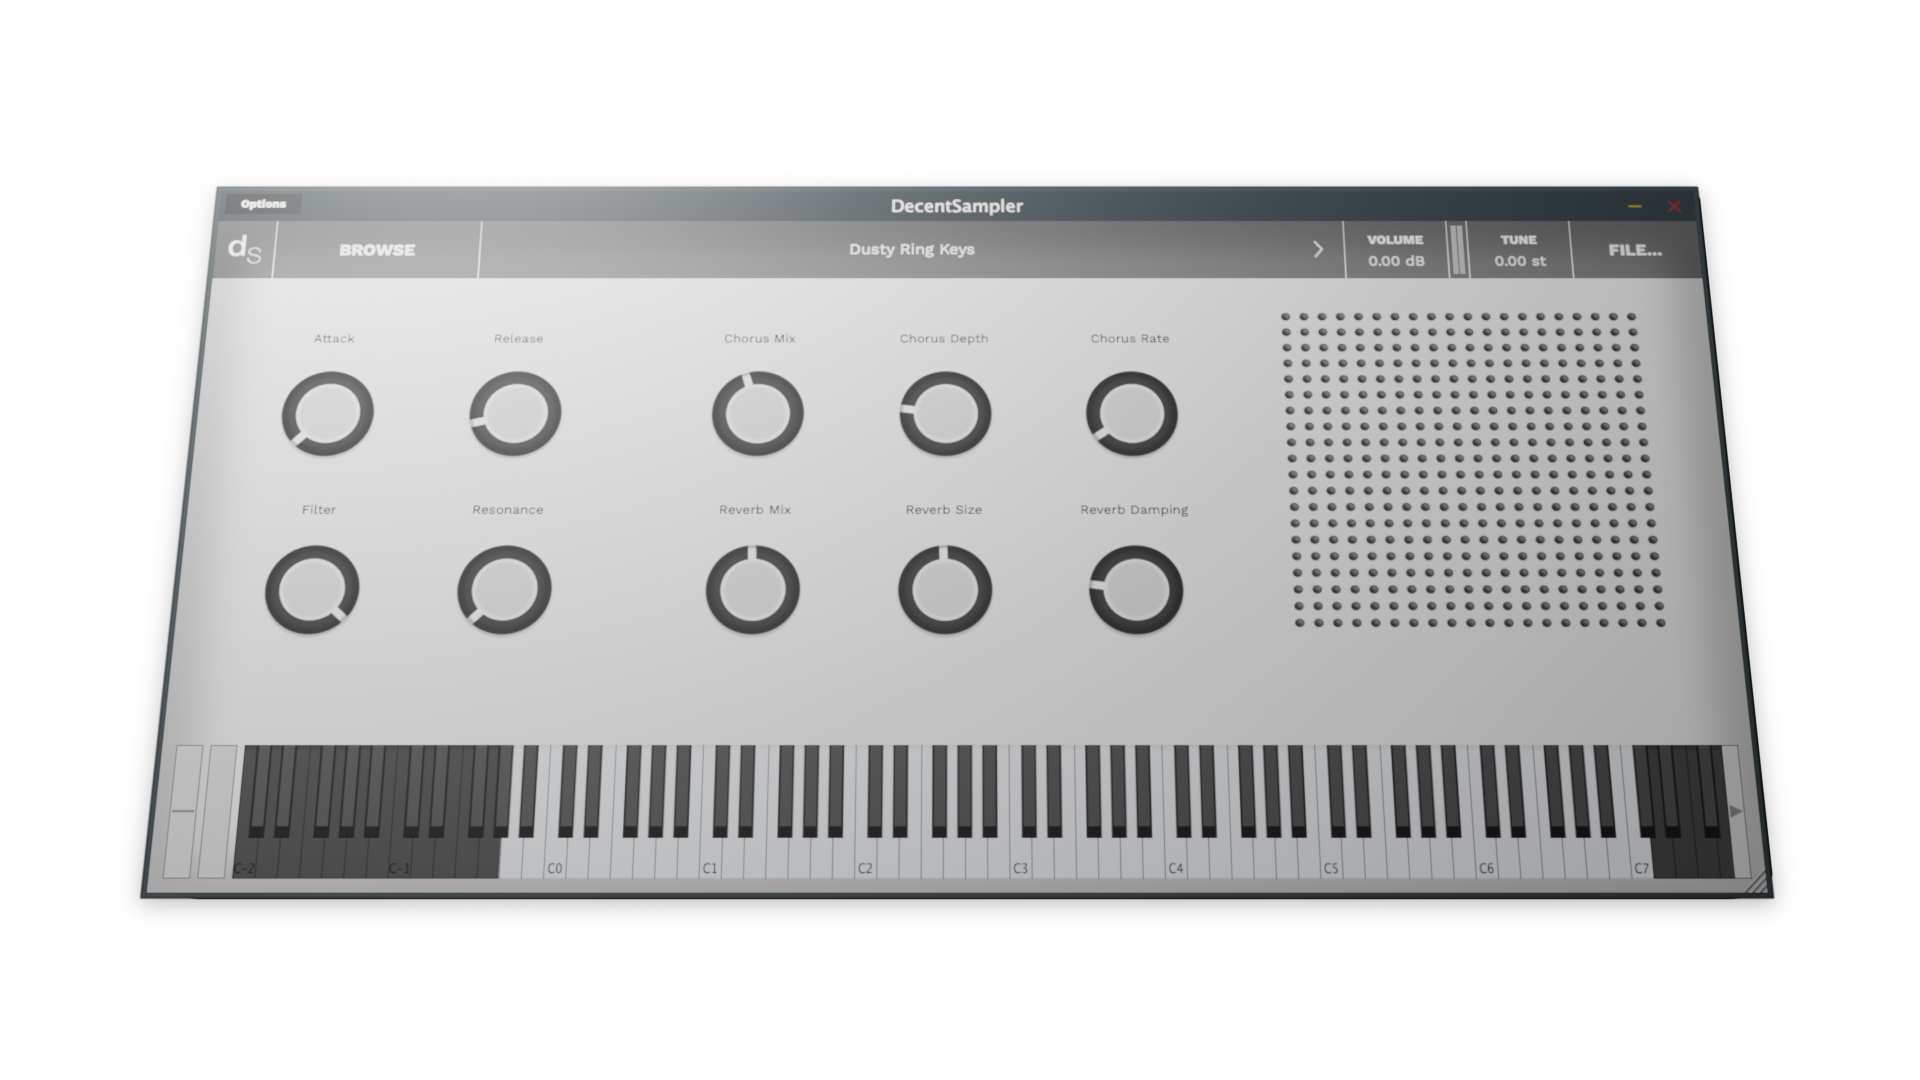 Options
DecentSampler
ds
BROWSE
Dusty Ring Keys
VOLUME
0.00 dB
TUNE
0.00 st
FILE...
Attack
Release
Chorus Mix
Chorus Depth
Chorus Rate
Filter
Resonance
Reverb Mix
Reverb Size
Reverb Damping
C-2
C-1
C0
C1
C2
C3
C4
C5
C6
C7